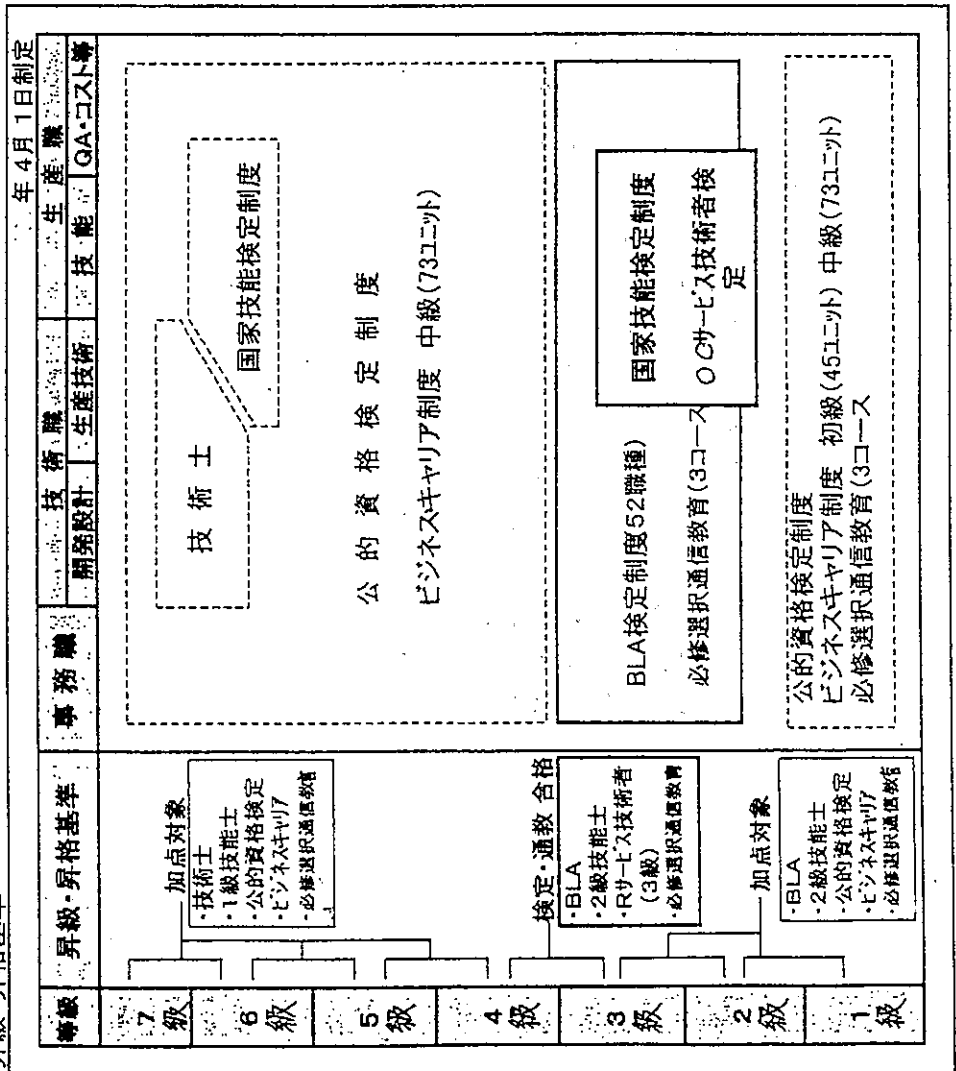 昇級・昇格基準
年4月1日制定
等級 昇級・昇格基準 事務職 技術職 生産職
開発設計 生産技術 技能 QA・コスト等
7級
6級
5級
4級
3級
2級
1級
加点対象
・技術士
・1級技能士
・公的資格検定
・ビジネスキャリア
・必修選択通信教育
検定・通教 合格
・BLA
・2級技能士
・Rサービス技術者
(3級)
・必修選択通信教育
加点対象
・BLA
・2級技能士
・公的資格検定
・ビジネスキャリア
・必修選択通信教育
技術士
国家技能検定制度
公的資格検定制度
ビジネスキャリア制度 中級(73ユニット)
BLA検定制度(52職種)
必修選択通信教育(3コース
国家技能検定制度
OCサービス技術者検
定
公的資格検定制度
ビジネスキャリア制度 初級(45ユニット) 中級(73ユニット)
必修選択通信教育(3コース